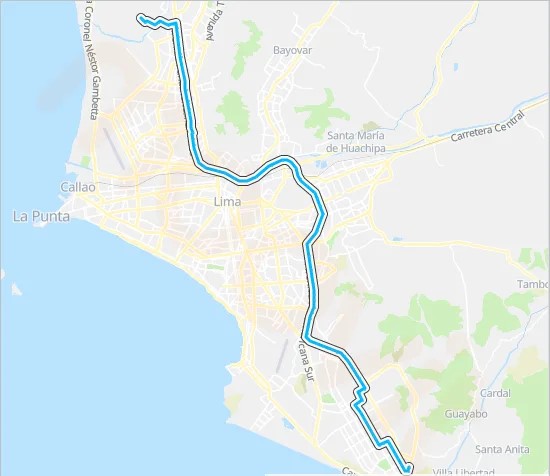 Coronel Néstor Gambetta
Avenida T
Bayovar
Santa María
de Huachipa
Carretera Central
Callao
La Punta
Lima
Tambo
Sur
Cardal
Guayabo
Santa Anita
Villa Libertad